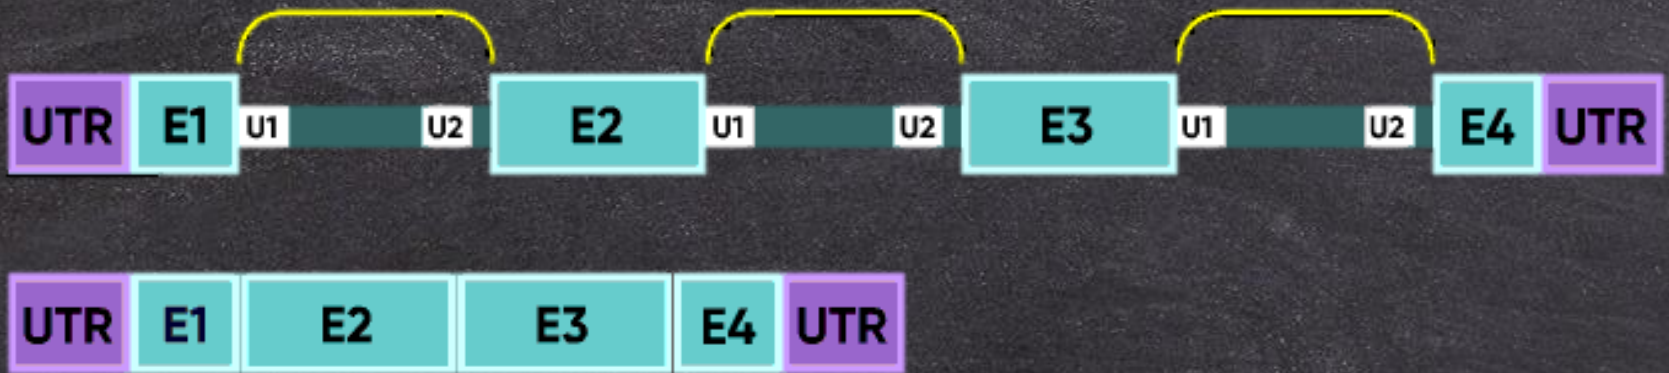 UTR E1 U1 U2 E2 U1 U2 E3 U1 U2 E4 UTR
UTR E1 E2 E3 E4 UTR